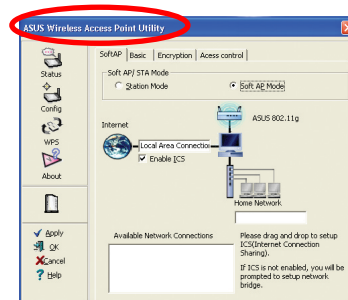 ASUS Wireless Access Point Utility
Status
Config
WPS
About
Apply
OK
Cancel
Help
SoftAP
Basic
Encryption
Acess control
Soft AP/ STA Mode
Station Mode
Soft AP Mode
Internet
ASUS 802.11g
Local Area Connection
Enable ICS
Home Network
Available Network Connections
Please drag and drop to setup
ICS(Internet Connection
Sharing).
If ICS is not enabled, you will be
prompted to setup network
bridge.